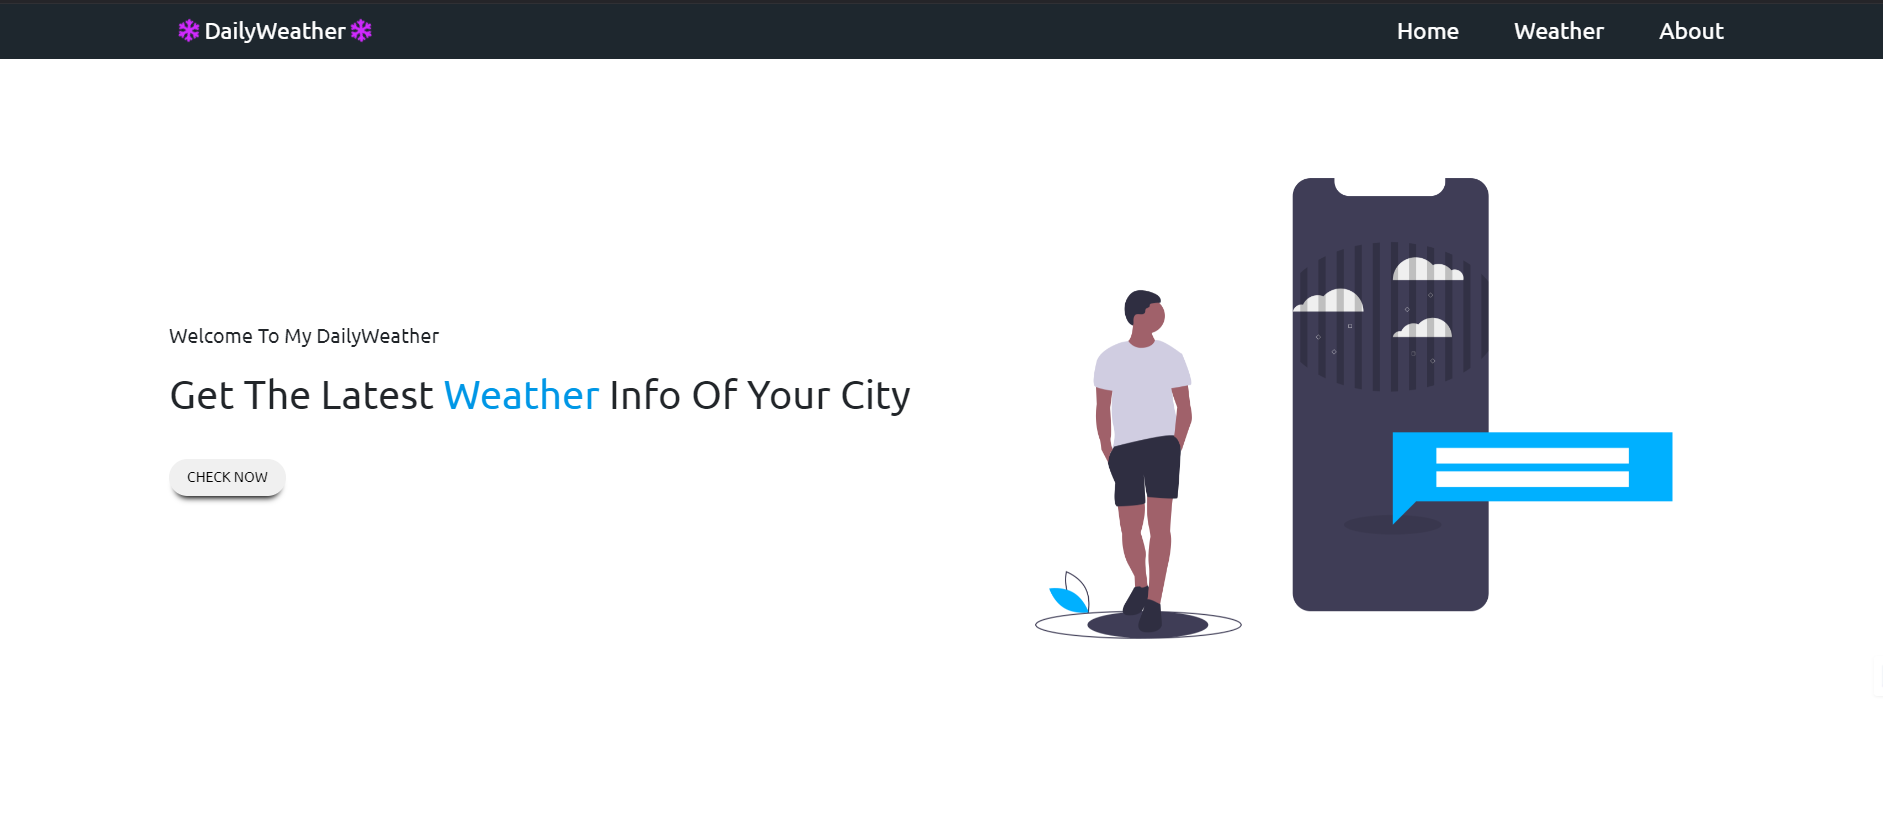 DailyWeather
Home Weather About
Welcome To My DailyWeather
Get The Latest Weather Info Of Your City
CHECK NOW